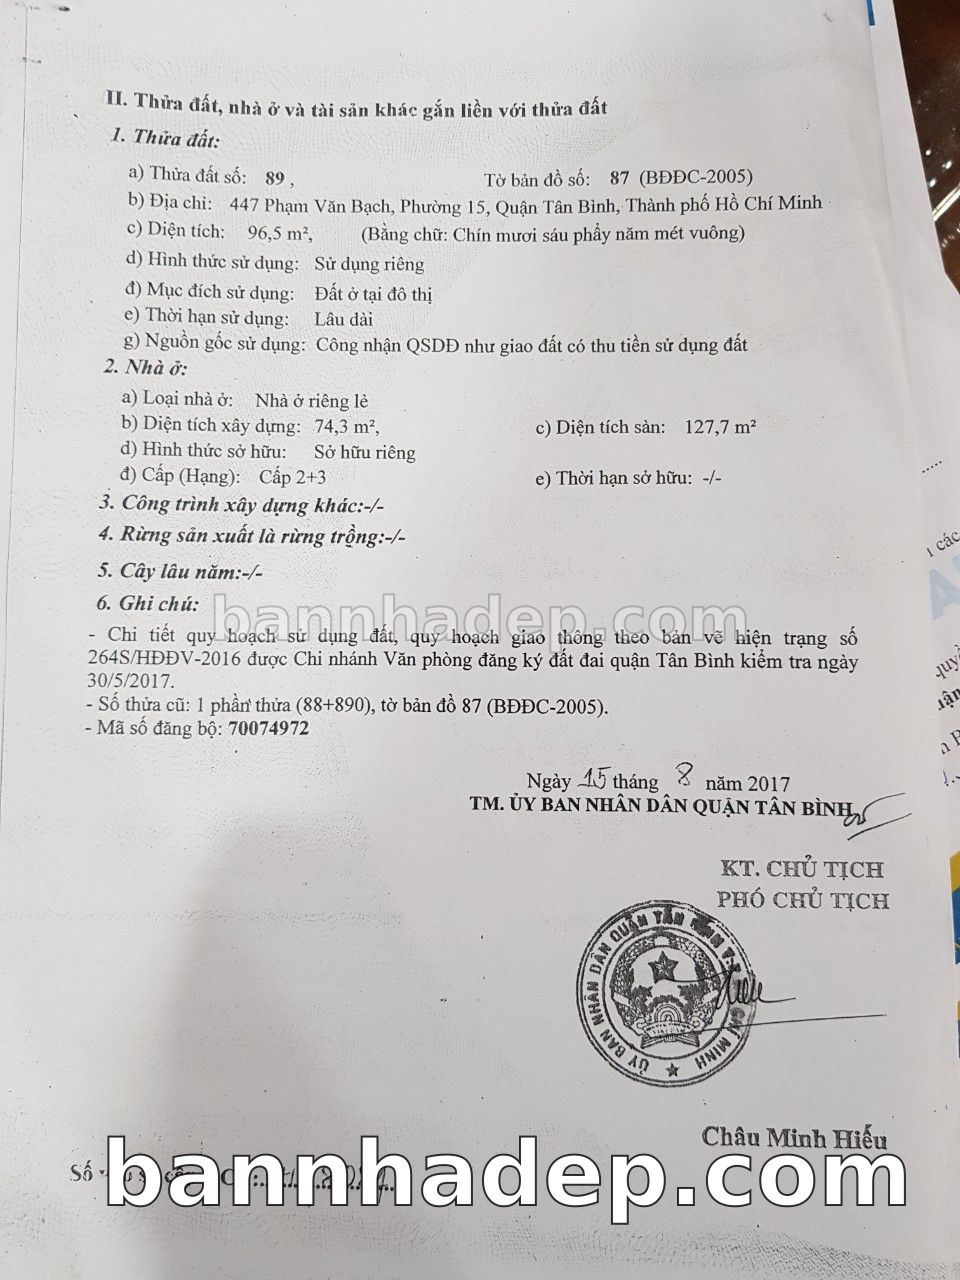 II. Thửa đất, nhà ở và tài sản khác gắn liền với thửa đất
1. Thửa đất:
a) Thửa đất số: 89 , Tờ bản đồ số: 87 (BĐĐC-2005)
b) Địa chỉ: 447 Phạm Văn Bạch, Phường 15, Quận Tân Bình, Thành phố Hồ Chí Minh
c) Diện tích: 96,5 m², (Bằng chữ: Chín mươi sáu phẩy năm mét vuông)
d) Hình thức sử dụng: Sử dụng riêng
đ) Mục đích sử dụng: Đất ở tại đô thị
e) Thời hạn sử dụng: Lâu dài
g) Nguồn gốc sử dụng: Công nhận QSDĐ như giao đất có thu tiền sử dụng đất
2. Nhà ở:
a) Loại nhà ở: Nhà ở riêng lẻ
b) Diện tích xây dựng: 74,3 m², c) Diện tích sàn: 127,7 m²
d) Hình thức sở hữu: Sở hữu riêng
đ) Cấp (Hạng): Cấp 2+3 e) Thời hạn sở hữu: -/-
3. Công trình xây dựng khác:-/-
4. Rừng sản xuất là rừng trồng:-/-
5. Cây lâu năm:-/-
6. Ghi chú:
bannhadep.com
- Chi tiết quy hoạch sử dụng đất, quy hoạch giao thông theo bản vẽ hiện trạng số
264S/HĐĐV-2016 được Chi nhánh Văn phòng đăng ký đất đai quận Tân Bình kiểm tra ngày
30/5/2017.
- Số thửa cũ: 1 phần thửa (88+890), tờ bản đồ 87 (BĐĐC-2005).
- Mã số đăng bộ: 70074972
Ngày 15 tháng 8 năm 2017
TM. ỦY BAN NHÂN DÂN QUẬN TÂN BÌNH
KT. CHỦ TỊCH
PHÓ CHỦ TỊCH
ỦY BAN NHÂN DÂN QUẬN TÂN BÌNH CHÍ MINH
Châu Minh Hiếu
Số
bannhadep.com
các